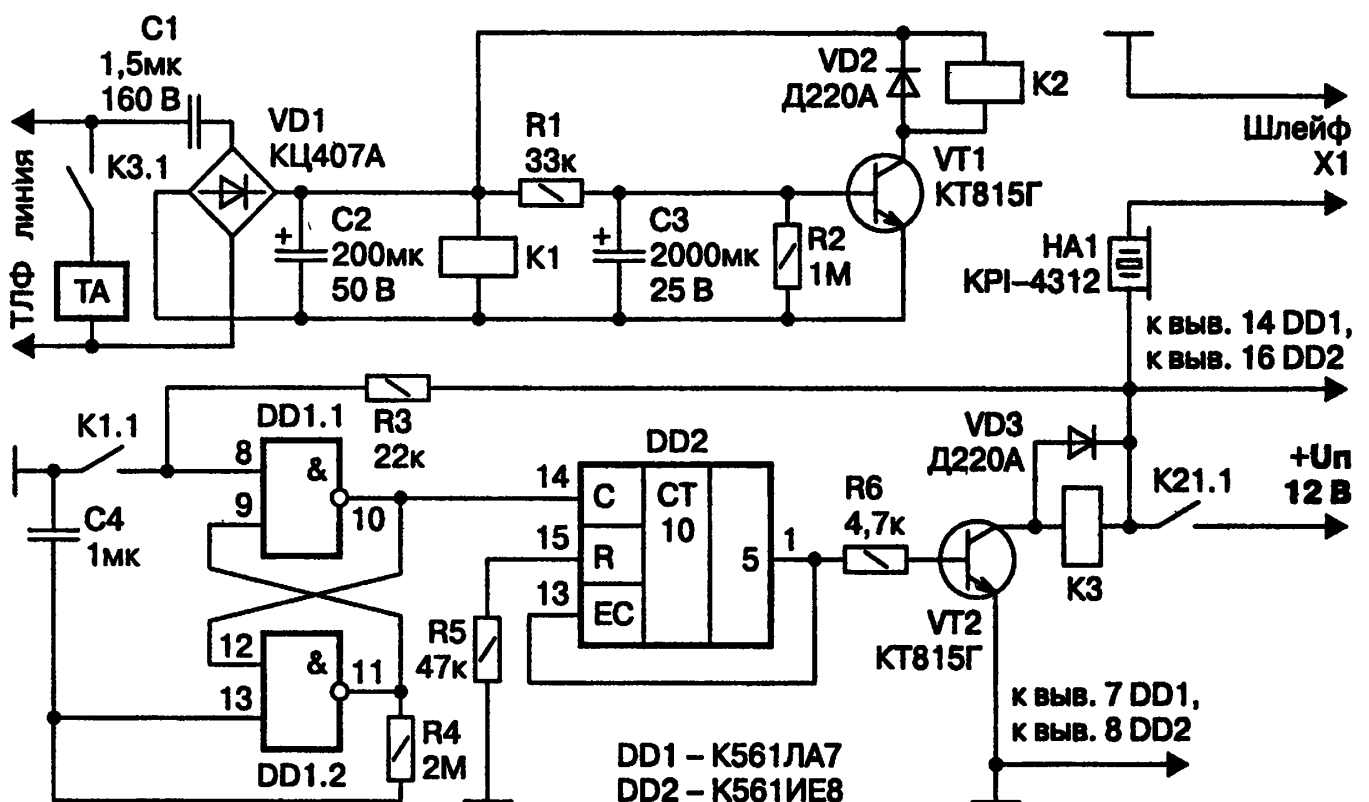 C1
1,5мк
160 В
VD1
КЦ407А
K3.1
ТЛФ линия
ТА
C2
200мк
50 В
+
K1
R1
33к
C3
2000мк
25 В
+
R2
1М
VD2
Д220А
K2
VT1
КТ815Г
Шлейф
X1
HA1
KPI–4312
к выв. 14 DD1,
к выв. 16 DD2
R3
22к
K1.1
C4
1мк
DD1.1
&
8
9
10
DD1.2
&
12
13
11
R4
2М
R5
47к
DD2
14
C
15
R
13
EC
CT
10
5
1
R6
4,7к
VD3
Д220А
K3
K21.1
+Uп
12 В
VT2
КТ815Г
к выв. 7 DD1,
к выв. 8 DD2
DD1 – К561ЛА7
DD2 – К561ИЕ8